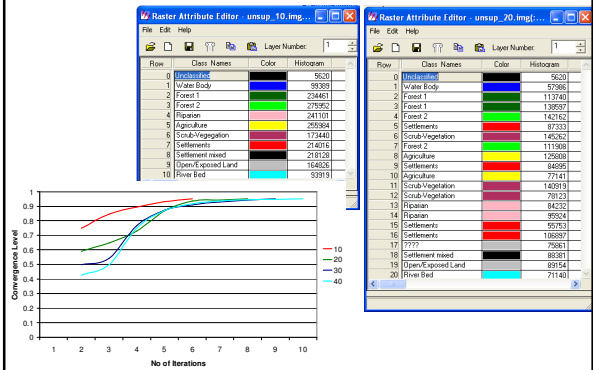 Raster Attribute Editor - unsup_10.img...
File Edit Help
Layer Number: 1
Row Class Names Color Histogram
0 Unclassified 5620
1 Water Body 99389
2 Forest 1 234461
3 Forest 2 275952
4 Riparian 241101
5 Agriculture 255984
6 Scrub-Vegegation 173440
7 Settlements 214016
8 Settlement mixed 218128
9 Open/Exposed Land 164826
10 River Bed 93919
Raster Attribute Editor - unsup_20.img(:...
File Edit Help
Layer Number: 1
Row Class Names Color Histogram
0 Unclassified 5620
1 Water Body 57986
2 Forest 1 113740
3 Forest 1 138597
4 Forest 2 142162
5 Settlements 87333
6 Scrub-Vegetation 145262
7 Forest 2 111908
8 Agriculture 125808
9 Settlements 84895
10 Agriculture 77141
11 Scrub-Vegetation 140919
12 Scrub-Vegetation 78123
13 Riparian 84232
14 Riparian 95924
15 Settlements 55753
16 Settlements 106897
17 ???? 75861
18 Settlement mixed 88381
19 Open/Exposed Land 89154
20 River Bed 71140
Convergence Level
1
0.9
0.8
0.7
0.6
0.5
0.4
0.3
0.2
0.1
0
1 2 3 4 5 6 7 8 9 10
No of Iterations
10
20
30
40